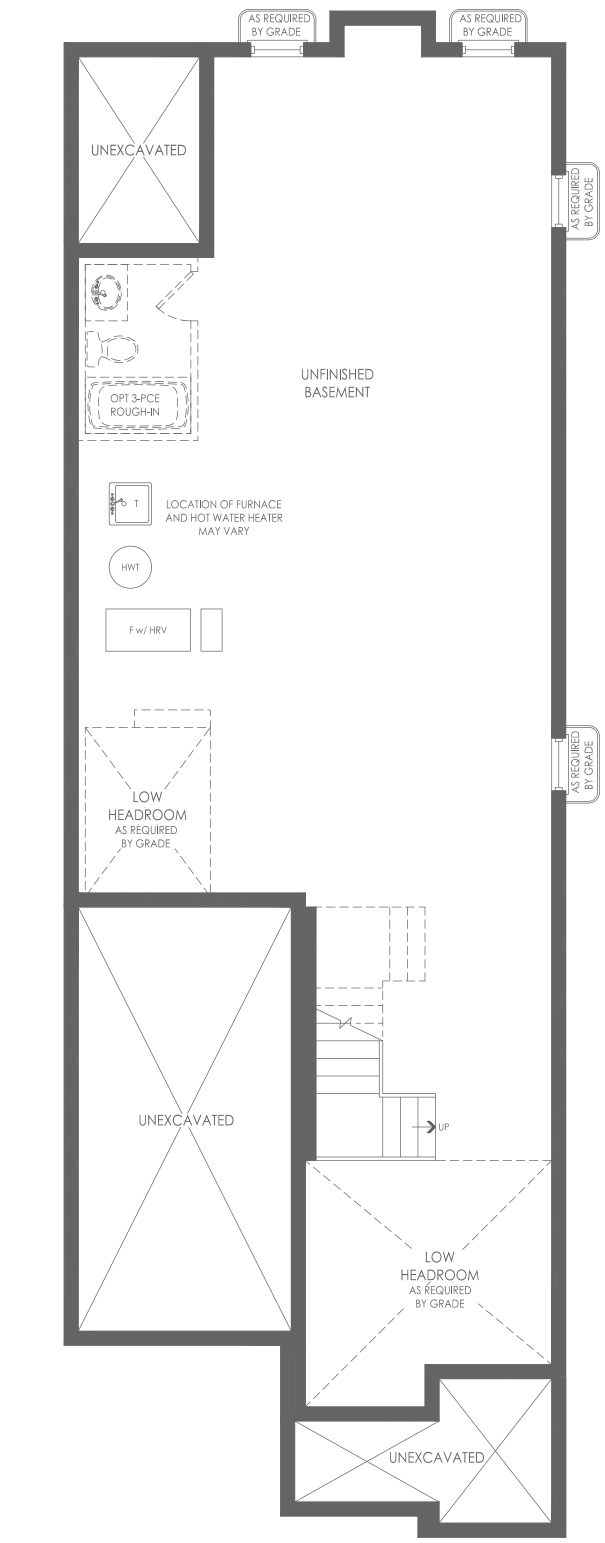 AS REQUIRED
BY GRADE
AS REQUIRED
BY GRADE
UNEXCAVATED
AS REQUIRED
BY GRADE
UNFINISHED
BASEMENT
OPT 3-PCE
ROUGH-IN
T
LOCATION OF FURNACE
AND HOT WATER HEATER
MAY VARY
HWT
F w/ HRV
AS REQUIRED
BY GRADE
LOW
HEADROOM
AS REQUIRED
BY GRADE
UNEXCAVATED
UP
LOW
HEADROOM
AS REQUIRED
BY GRADE
UNEXCAVATED